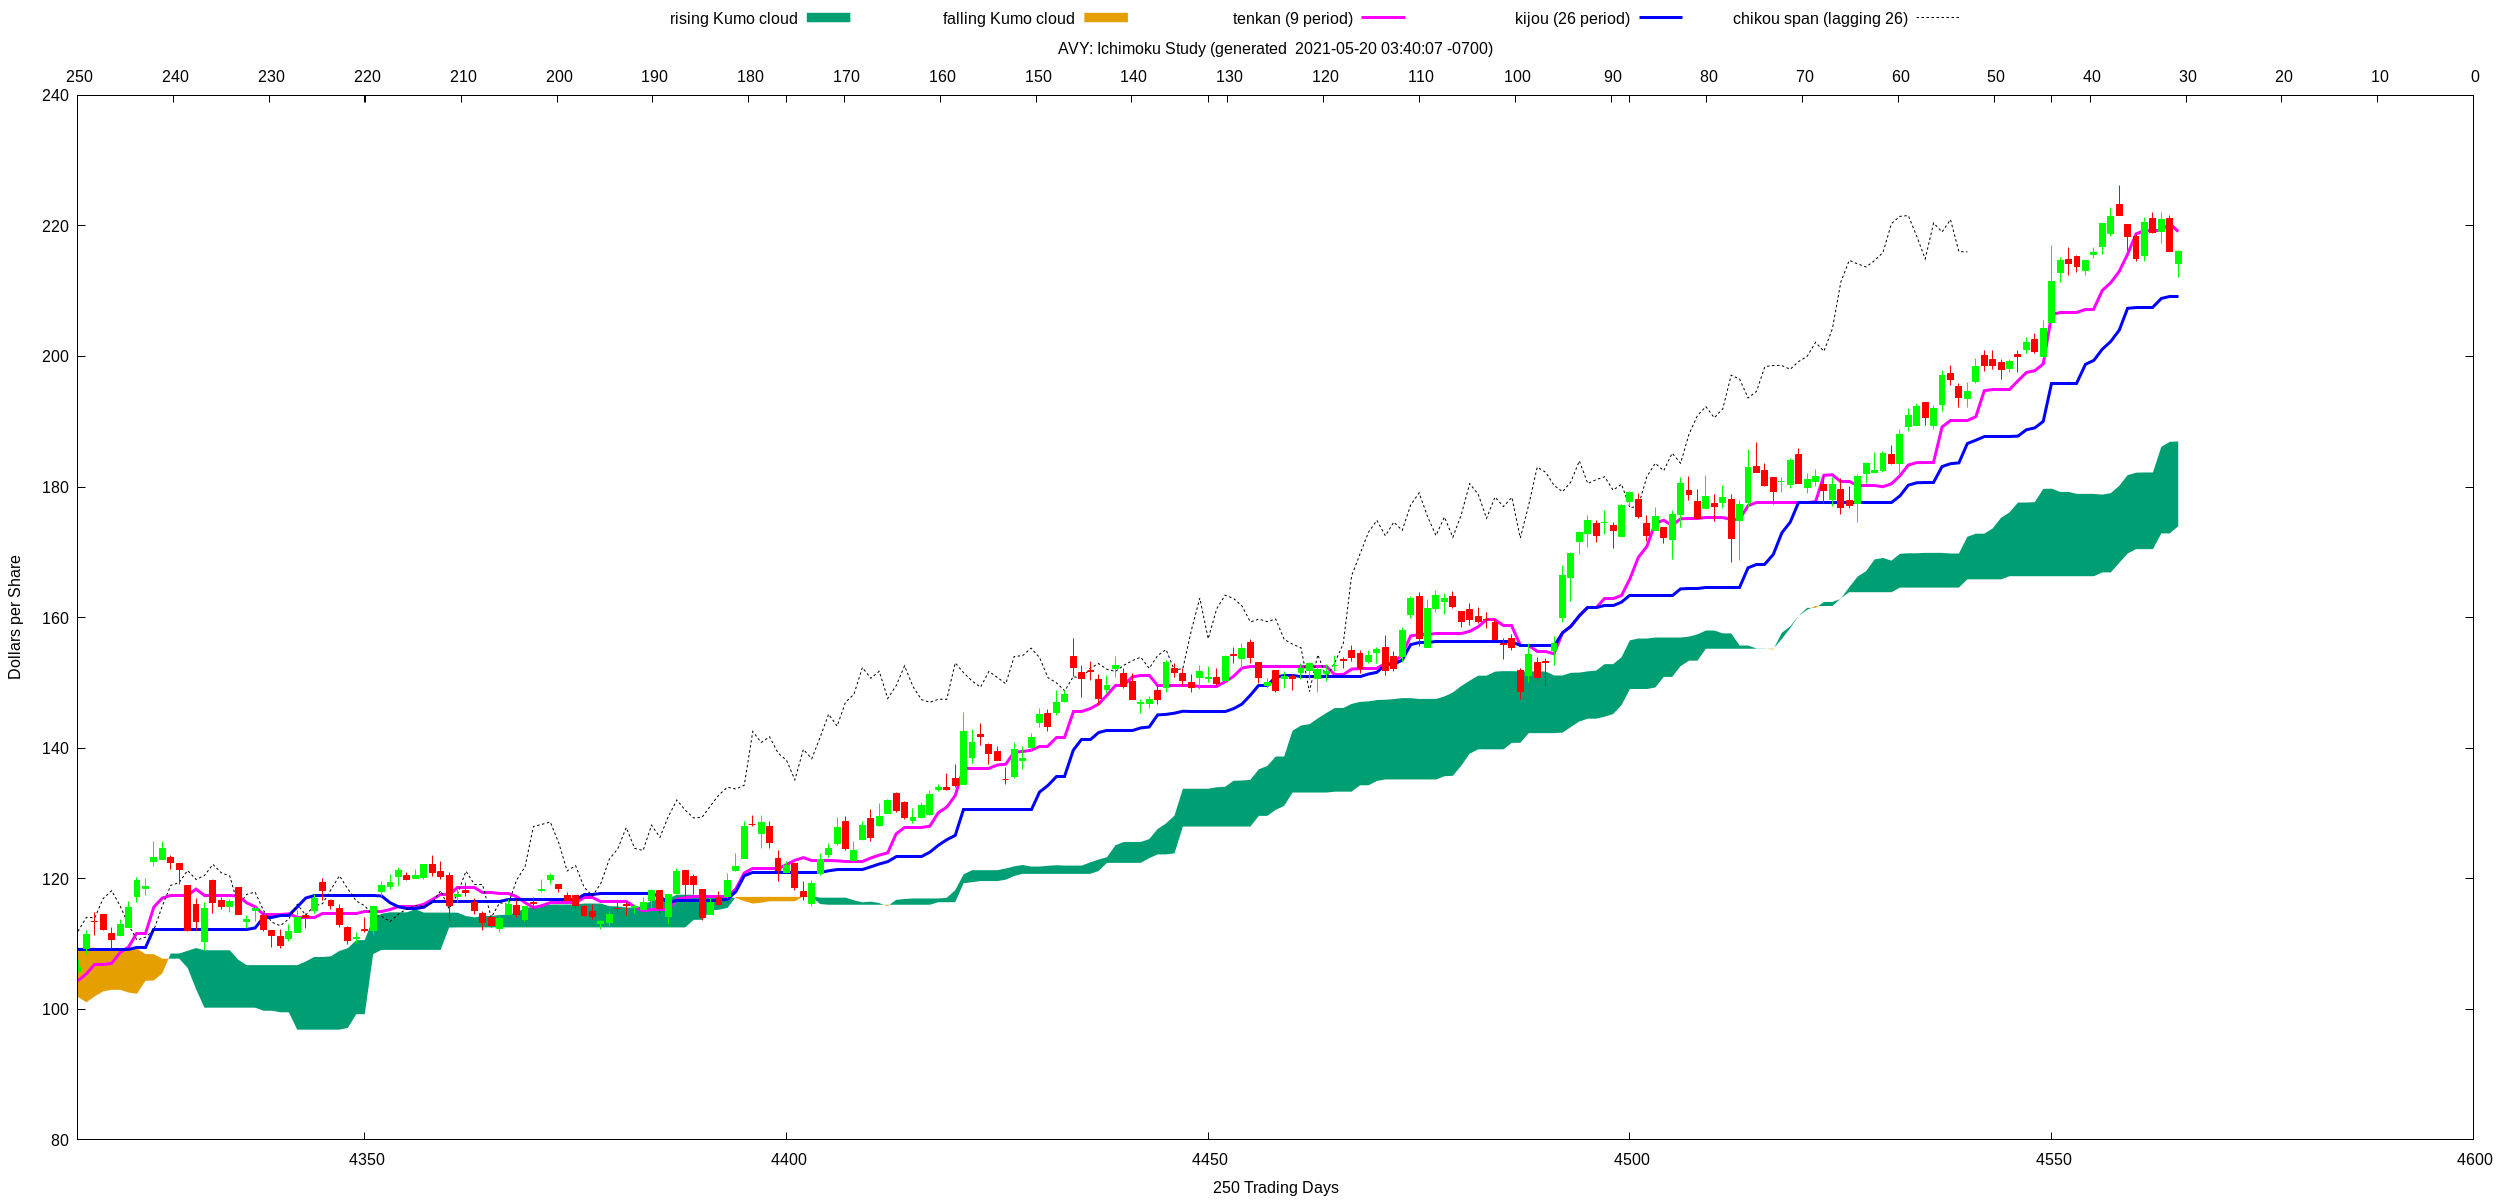 rising Kumo cloud falling Kumo cloud tenkan (9 period) kijou (26 period) chikou span (lagging 26)
AVY: Ichimoku Study (generated  2021-05-20 03:40:07 -0700)
250 240 230 220 210 200 190 180 170 160 150 140 130 120 110 100 90 80 70 60 50 40 30 20 10 0
240
220
200
180
160
140
120
100
80
Dollars per Share
4350 4400 4450 4500 4550 4600
250 Trading Days